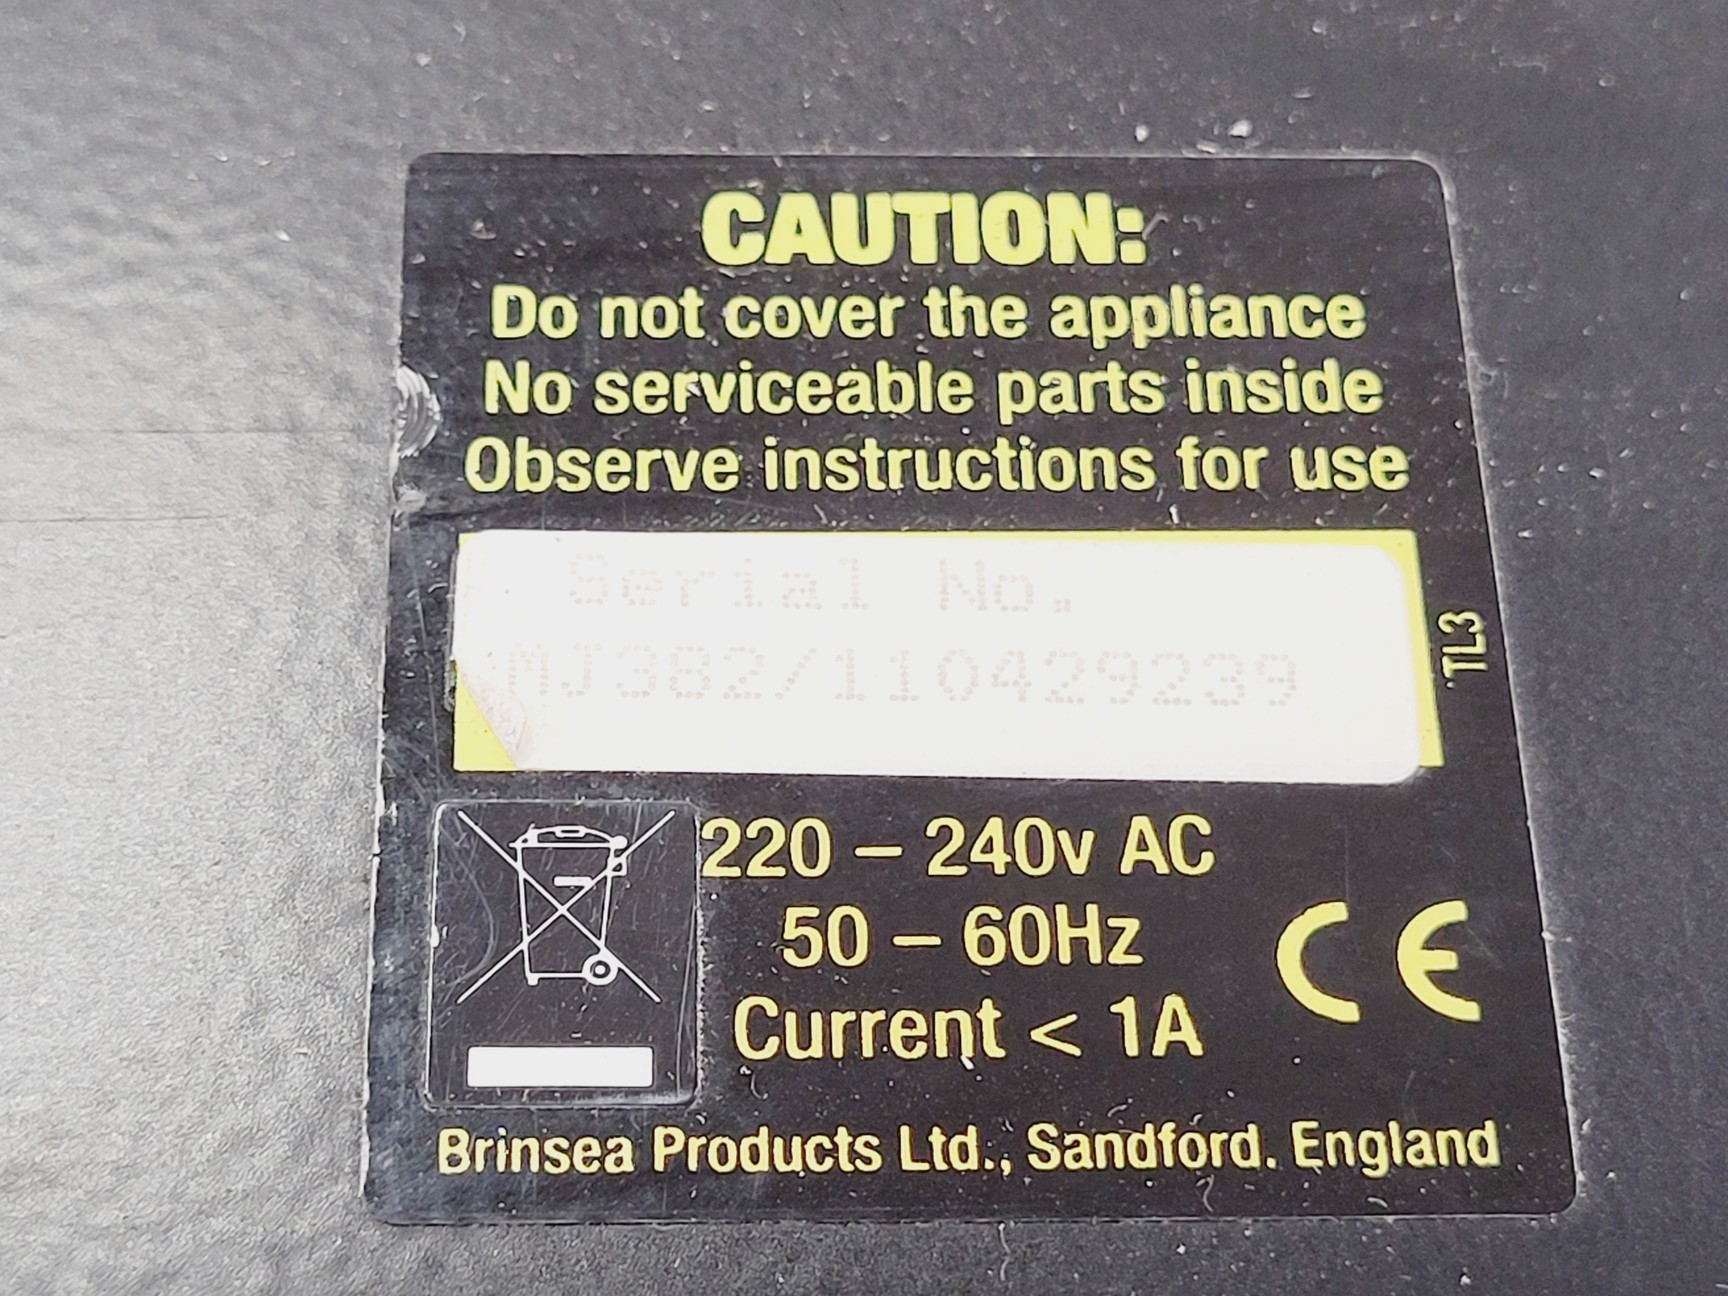 CAUTION:
Do not cover the appliance
No serviceable parts inside
Observe instructions for use
Serial No.
MJ382/110429239
TL3
220 – 240v AC
50 – 60Hz
Current < 1A
CE
Brinsea Products Ltd., Sandford. England